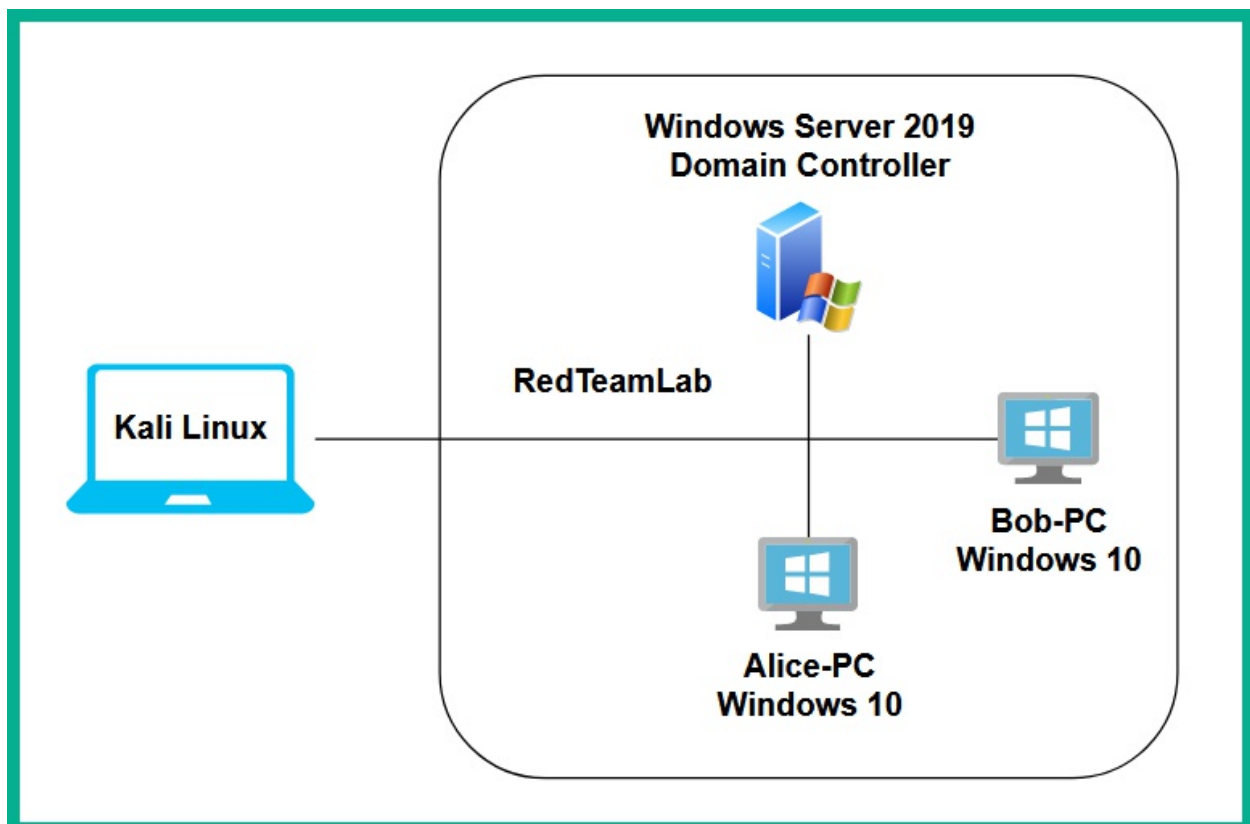 Windows Server 2019
Domain Controller
RedTeamLab
Kali Linux
Bob-PC
Windows 10
Alice-PC
Windows 10